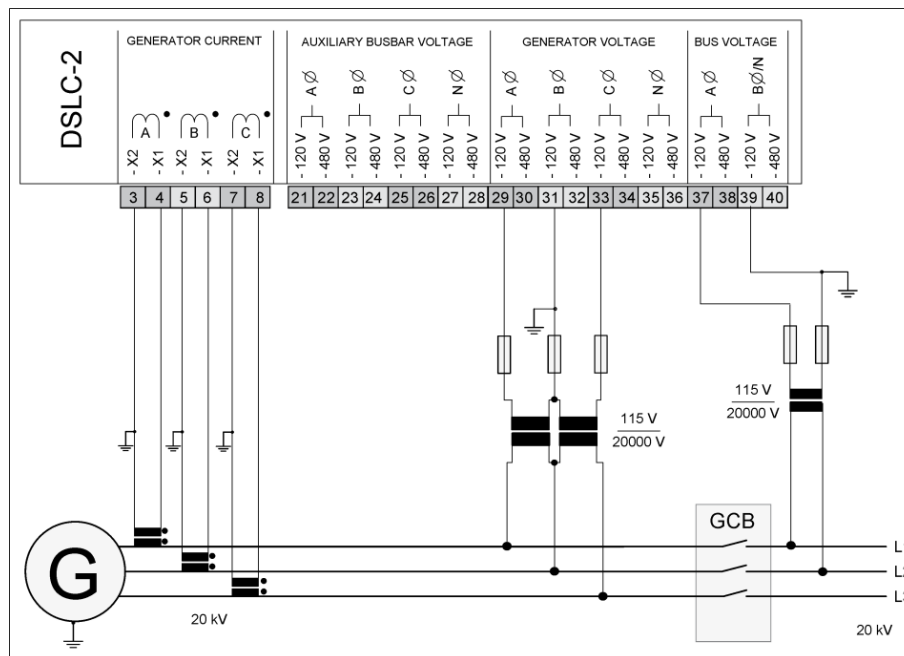 DSLC-2
GENERATOR CURRENT
AUXILIARY BUSBAR VOLTAGE
GENERATOR VOLTAGE
BUS VOLTAGE
A B C
- X2 - X1 - X2 - X1 - X2 - X1
A Ø B Ø C Ø N Ø
- 120 V - 480 V - 120 V - 480 V - 120 V - 480 V - 120 V - 480 V
A Ø B Ø C Ø N Ø
- 120 V - 480 V - 120 V - 480 V - 120 V - 480 V - 120 V - 480 V
A Ø B Ø/N
- 120 V - 480 V - 120 V - 480 V
3 4 5 6 7 8 21 22 23 24 25 26 27 28 29 30 31 32 33 34 35 36 37 38 39 40
115 V
20000 V
115 V
20000 V
GCB
G
L1
L2
L3
20 kV
20 kV